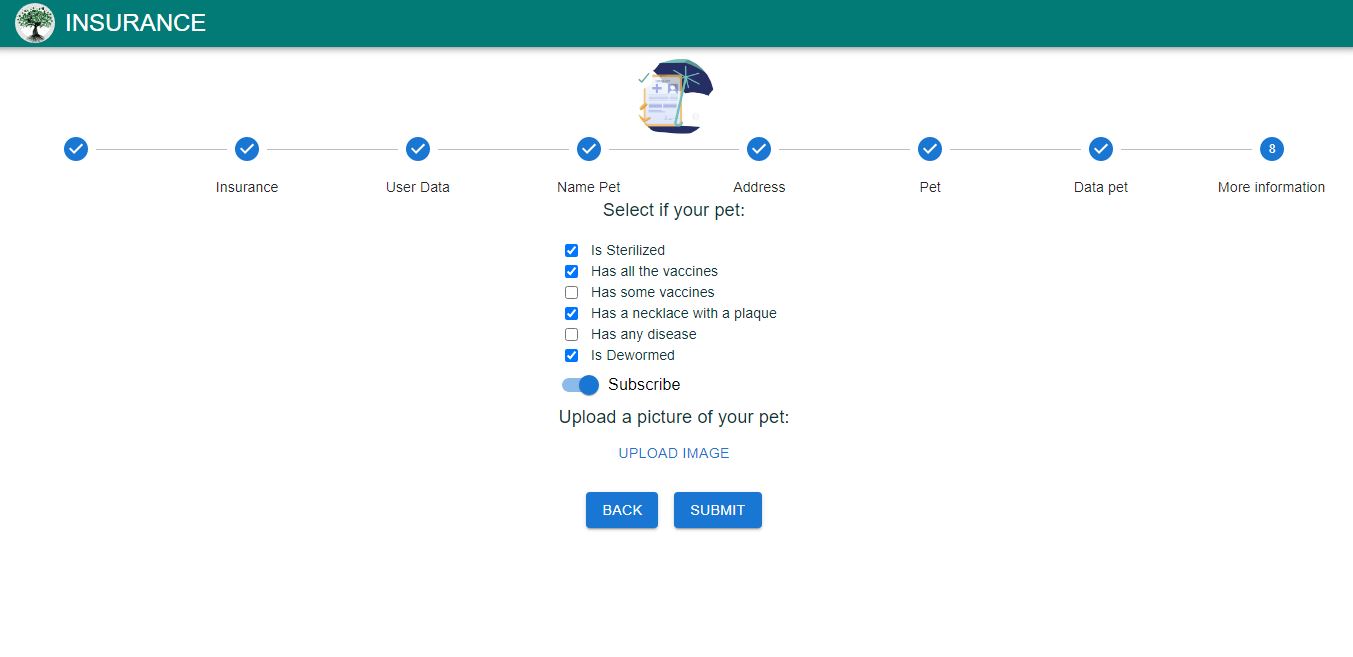 INSURANCE
Insurance
User Data
Name Pet
Address
Pet
Data pet
8
More information
Select if your pet:
Is Sterilized
Has all the vaccines
Has some vaccines
Has a necklace with a plaque
Has any disease
Is Dewormed
Subscribe
Upload a picture of your pet:
UPLOAD IMAGE
BACK
SUBMIT